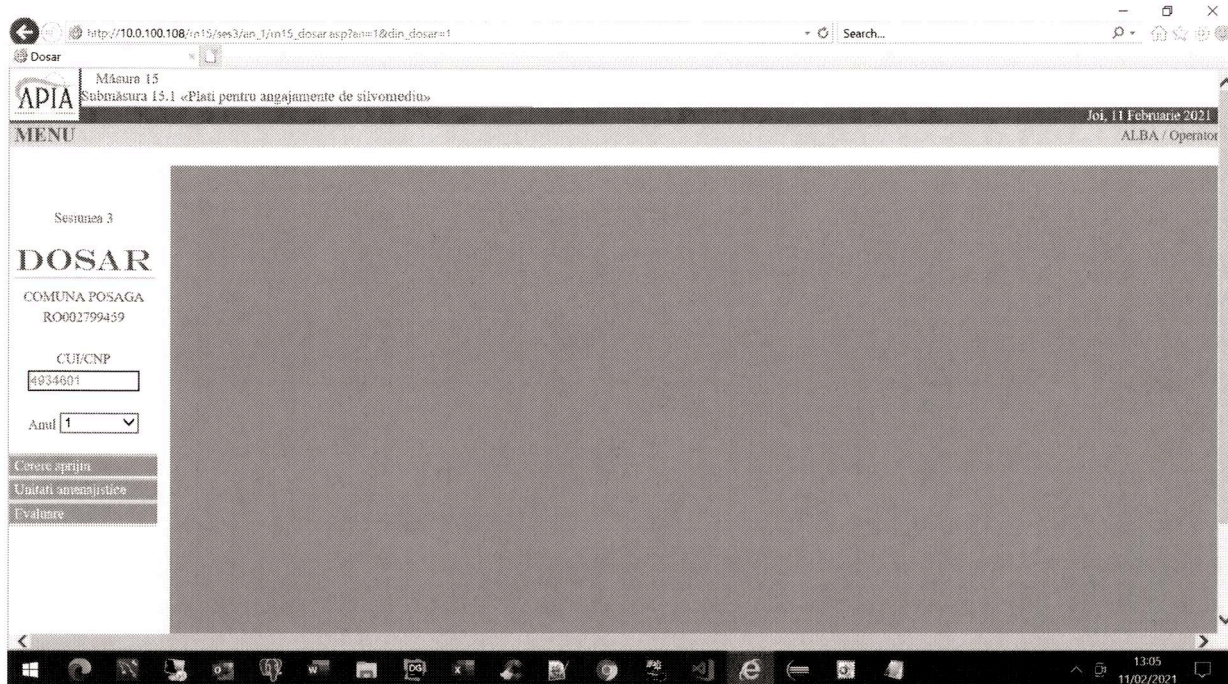 http://10.0.100.108/m15/ses3/an_1/m15_dosar.asp?an=1&din_dosar=1
Search...
Dosar
APIA
Măsura 15
Submăsura 15.1 «Plati pentru angajamente de silvomediu»
Joi, 11 Februarie 2021
MENU
ALBA / Operator
Sesiunea 3
DOSAR
COMUNA POSAGA
RO002799459
CUI/CNP
4934601
Anul 1
Cerere sprijin
Unitati amenajistice
Evaluare
13:05
11/02/2021